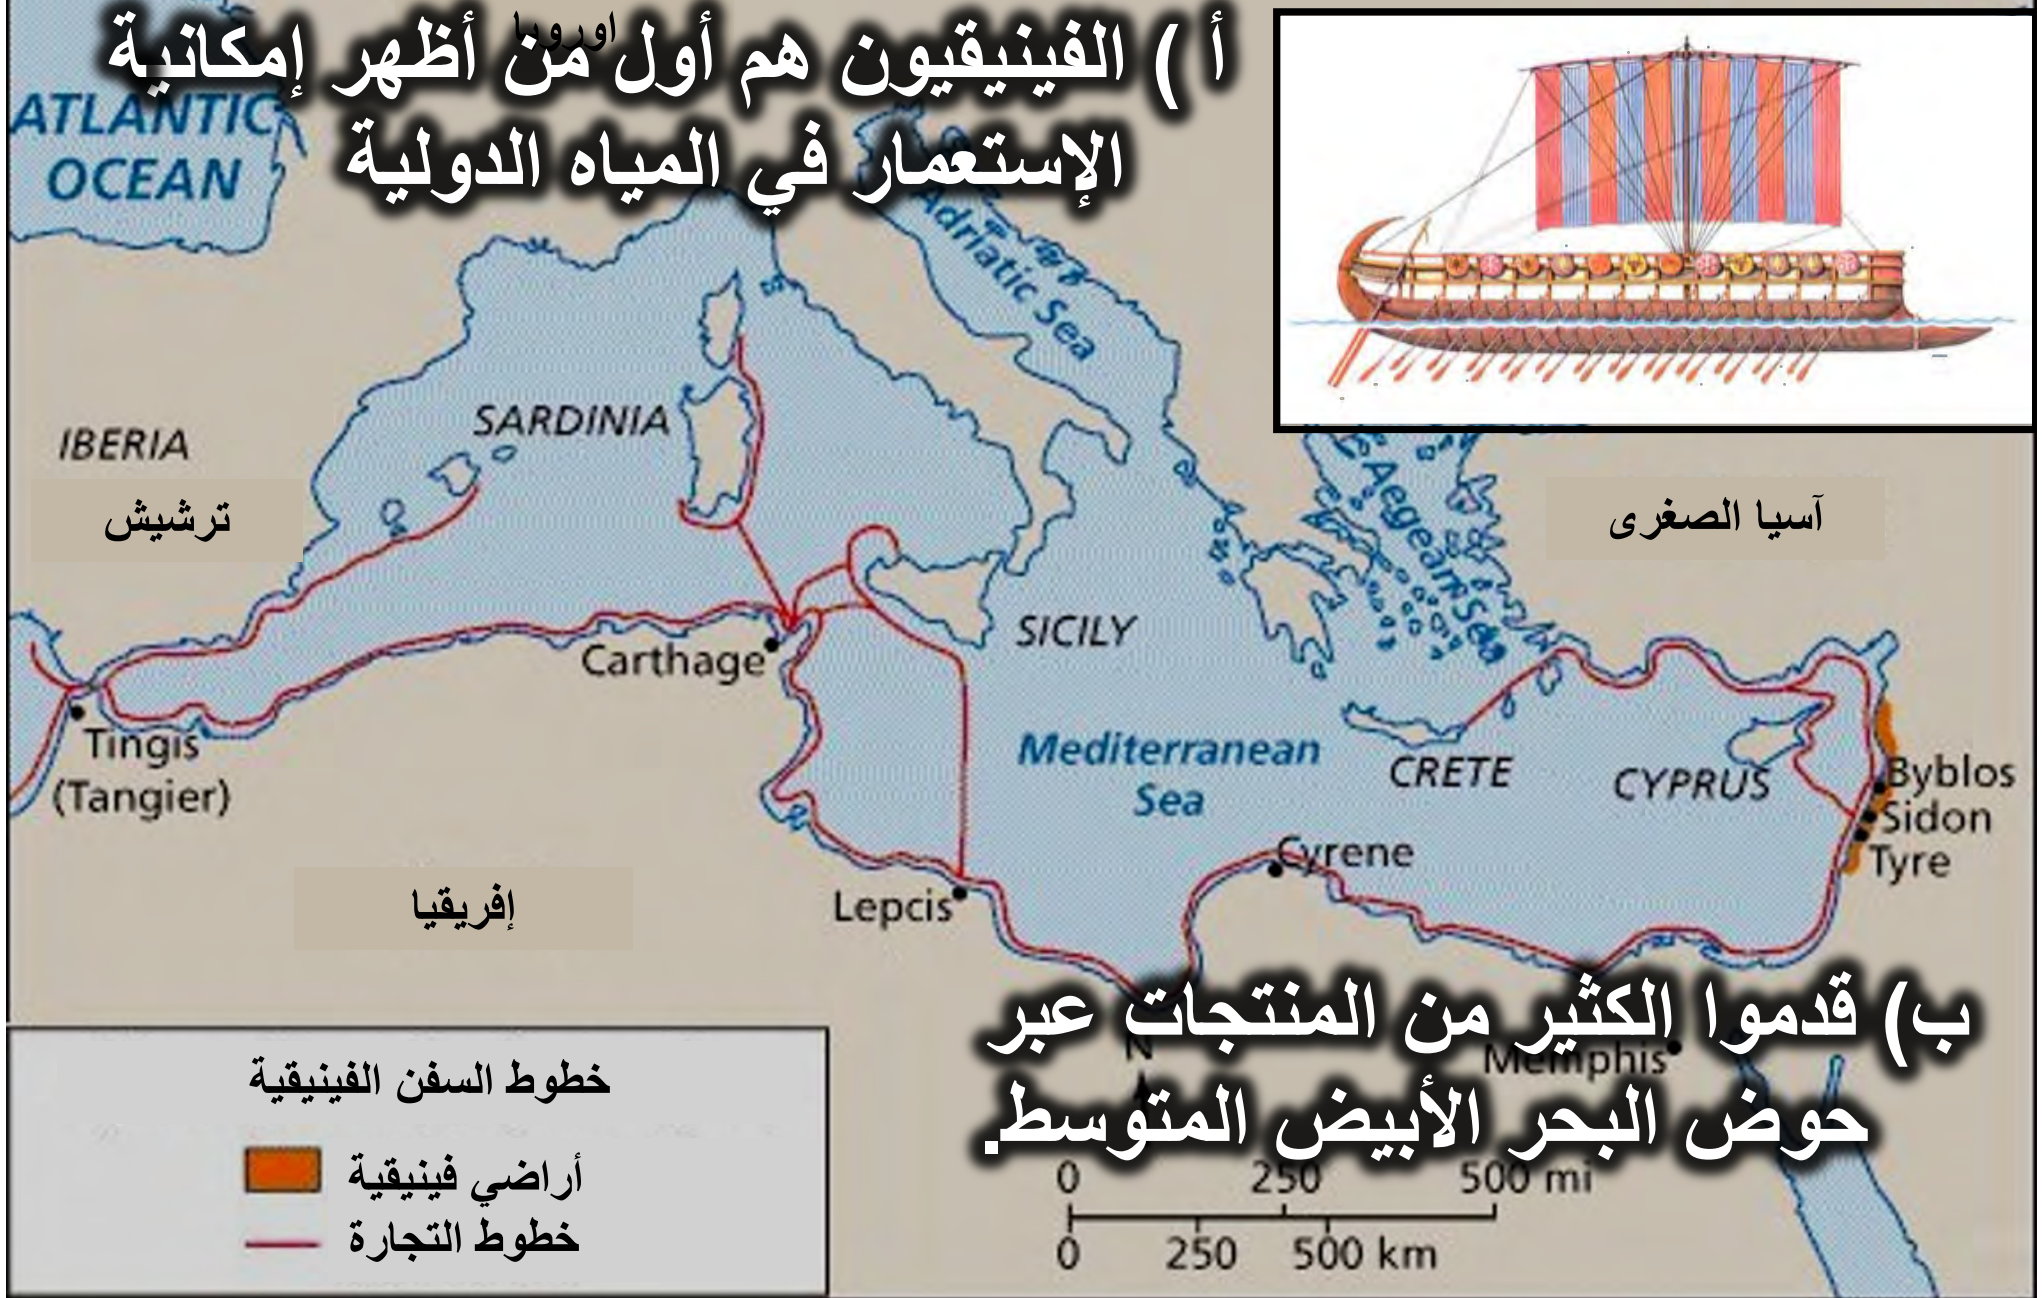 اوروبا
أ ) الفينيقيون هم أول من أظهر إمكانية
الإستعمار في المياه الدولية
ATLANTIC
OCEAN
Adriatic Sea
SARDINIA
IBERIA
ترشيش
آسيا الصغرى
Aegean Sea
SICILY
Carthage
Tingis
(Tangier)
Mediterranean
Sea
CRETE
CYPRUS
Byblos
Sidon
Tyre
Cyrene
Lepcis
إفريقيا
ب) قدموا الكثير من المنتجات عبر
حوض البحر الأبيض المتوسط.
N
Memphis
خطوط السفن الفينيقية
أراضي فينيقية
خطوط التجارة
0 250 500 mi
0 250 500 km